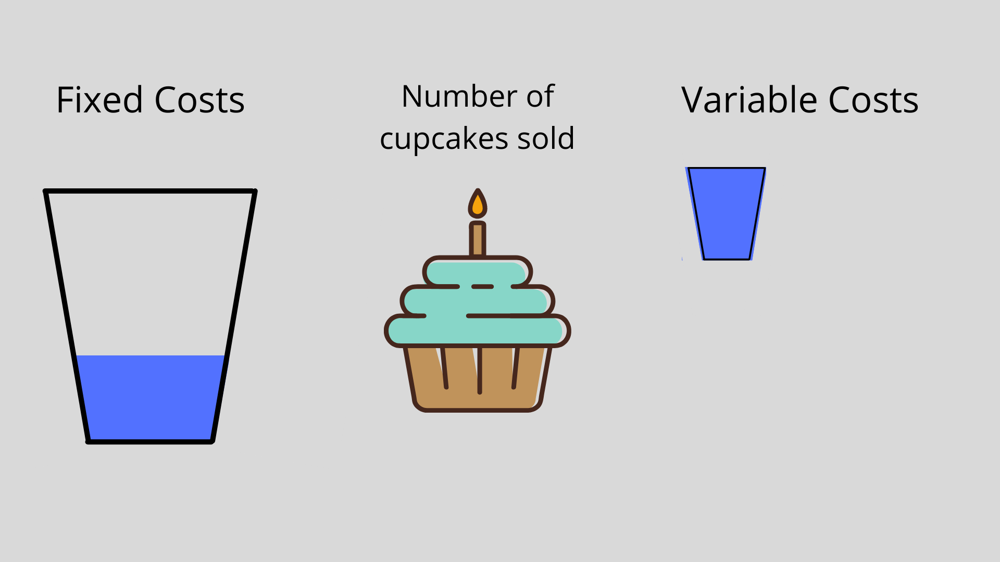 Fixed Costs
Number of
cupcakes sold
Variable Costs